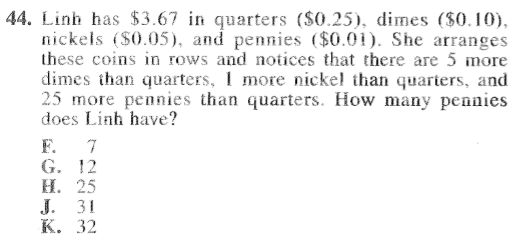 44. Linh has $3.67 in quarters ($0.25), dimes ($0.10),
nickels ($0.05), and pennies ($0.01). She arranges
these coins in rows and notices that there are 5 more
dimes than quarters, 1 more nickel than quarters, and
25 more pennies than quarters. How many pennies
does Linh have?
F. 7
G. 12
H. 25
J. 31
K. 32